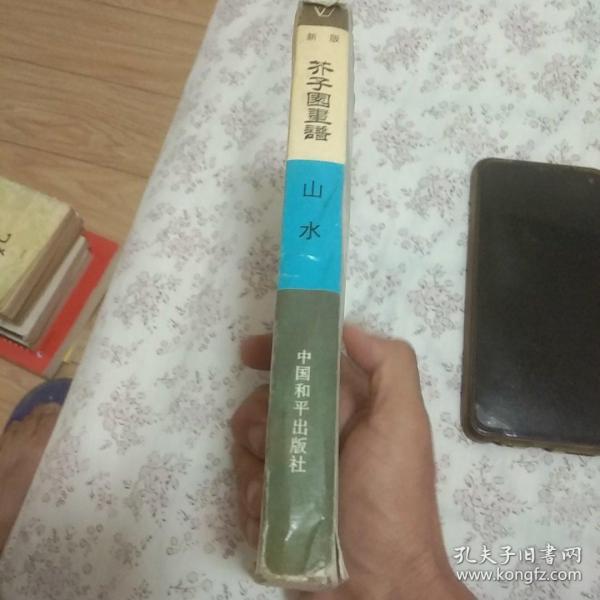 新版
芥子園畫譜
山水
中国和平出版社
孔夫子旧书网
www.kongfz.com